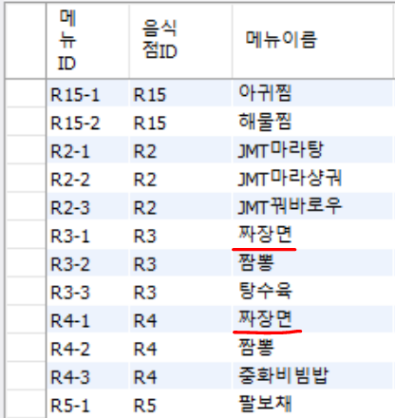 메뉴ID 음식점ID 메뉴이름
R15-1 R15 아귀찜
R15-2 R15 해물찜
R2-1 R2 JMT마라탕
R2-2 R2 JMT마라샹궈
R2-3 R2 JMT꿔바로우
R3-1 R3 짜장면
R3-2 R3 짬뽕
R3-3 R3 탕수육
R4-1 R4 짜장면
R4-2 R4 짬뽕
R4-3 R4 중화비빔밥
R5-1 R5 팔보채